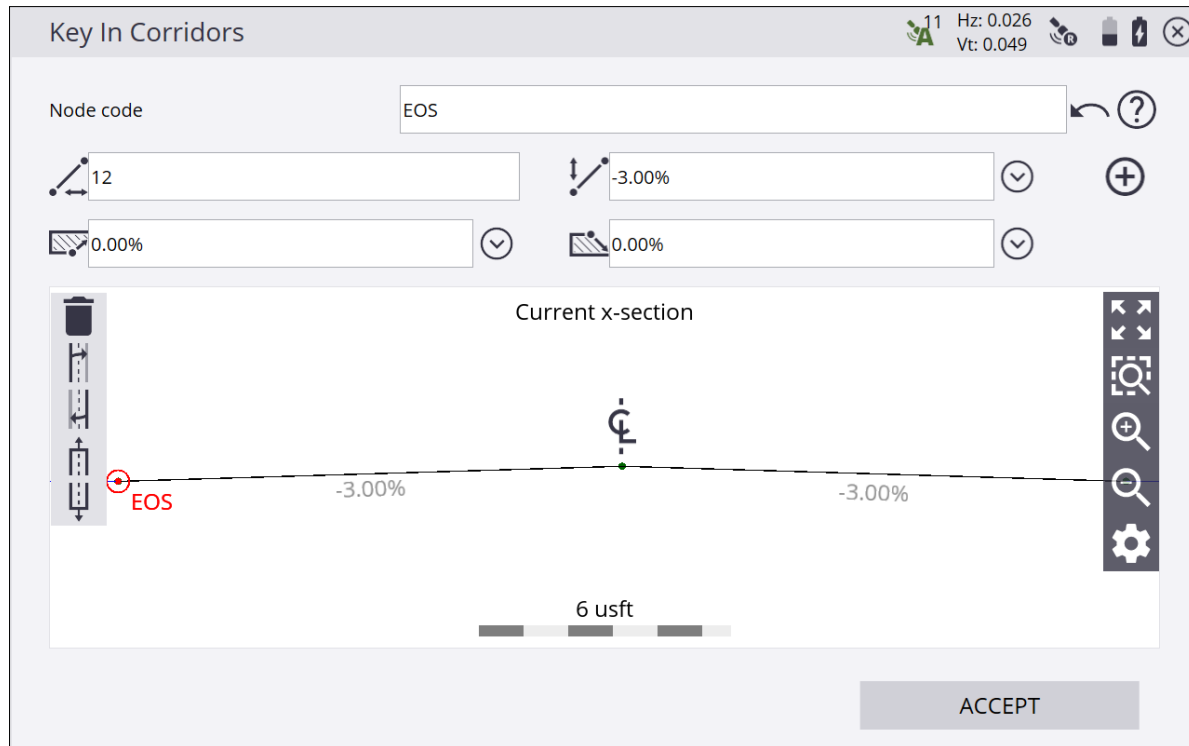 Key In Corridors
11
Hz: 0.026
Vt: 0.049
R
Node code
EOS
12
-3.00%
0.00%
0.00%
Current x-section
℄
EOS
-3.00%
-3.00%
6 usft
ACCEPT